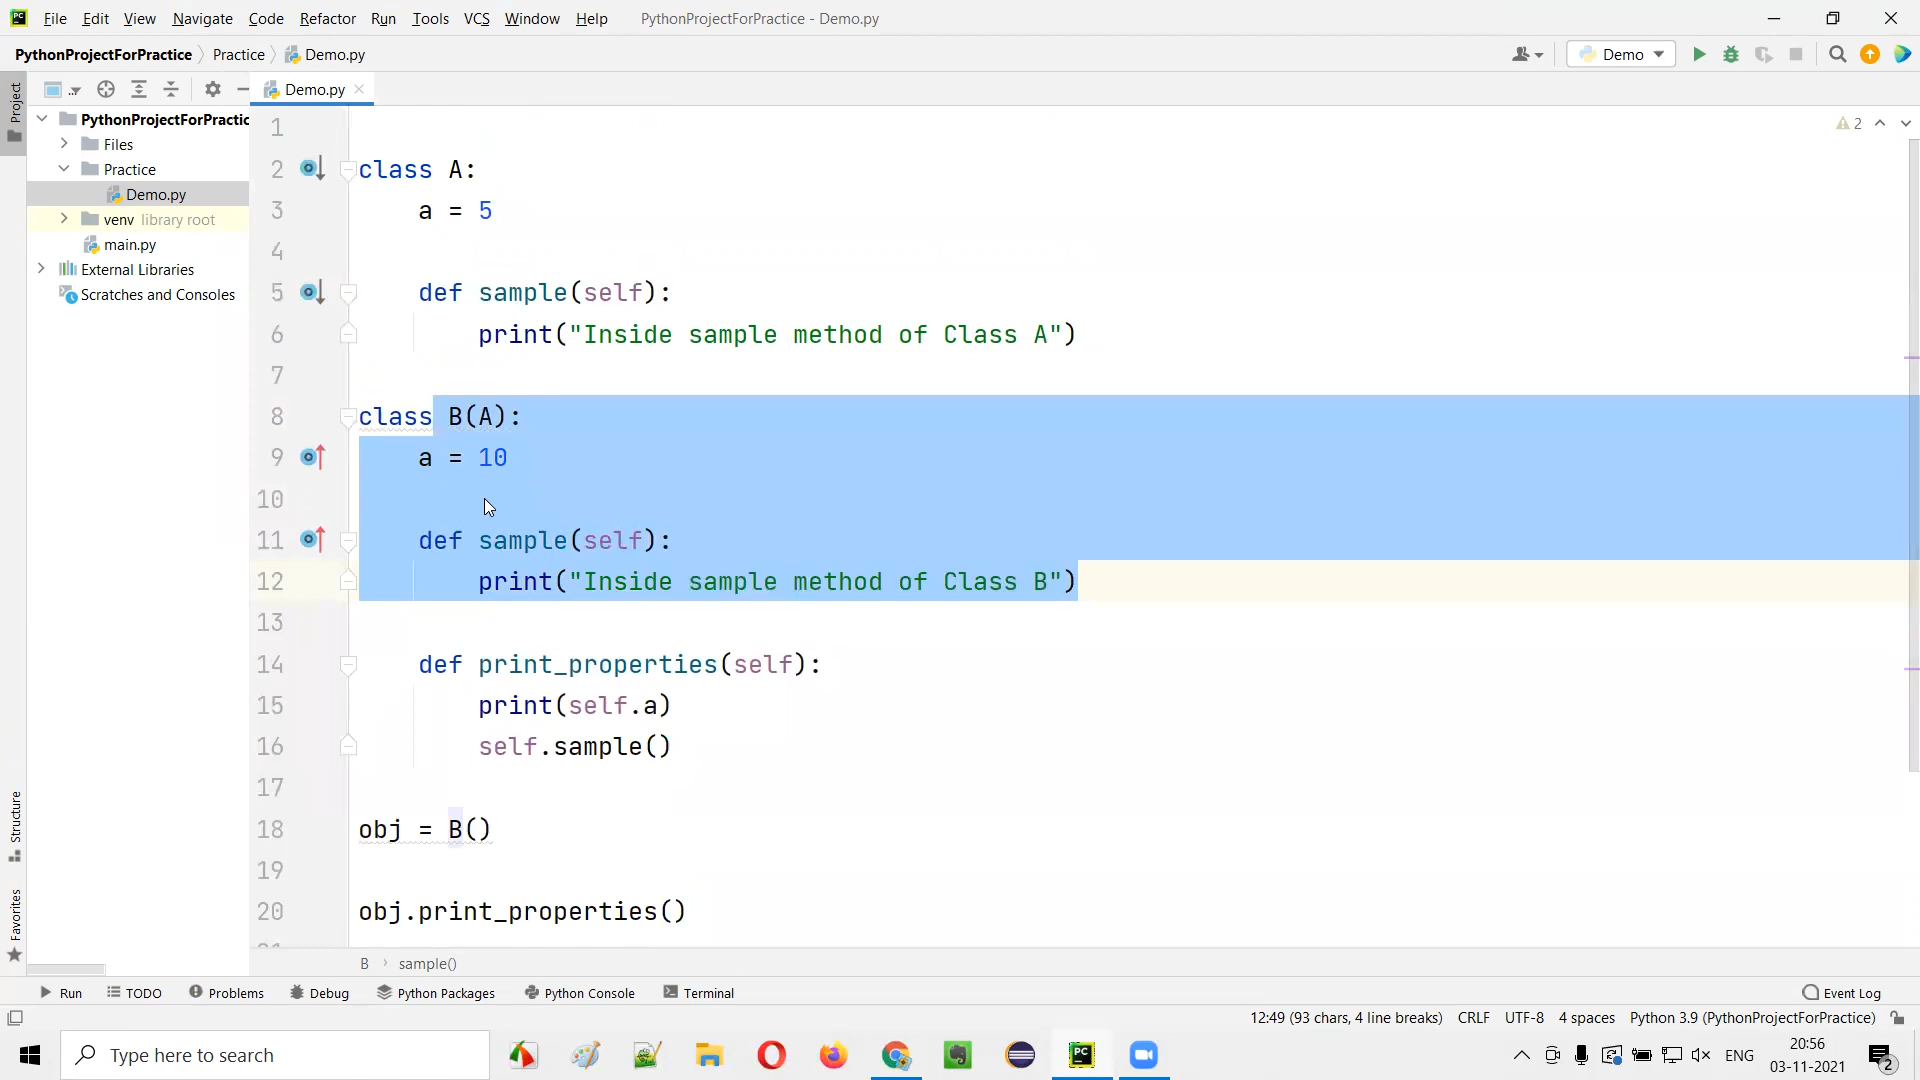 File Edit View Navigate Code Refactor Run Tools VCS Window Help PythonProjectForPractice - Demo.py
PythonProjectForPractice Practice Demo.py Demo
Project
.. Demo.py
PythonProjectForPractic
Files
Practice
Demo.py
venv library root
main.py
External Libraries
Scratches and Consoles
2
1
2 class A:
3 a = 5
4
5 def sample(self):
6 print("Inside sample method of Class A")
7
8 class B(A):
9 a = 10
10
11 def sample(self):
12 print("Inside sample method of Class B")
13
14 def print_properties(self):
15 print(self.a)
16 self.sample()
17
18 obj = B()
19
20 obj.print_properties()
21
Structure
Favorites
B sample()
Run TODO Problems Debug Python Packages Python Console Terminal Event Log
12:49 (93 chars, 4 line breaks) CRLF UTF-8 4 spaces Python 3.9 (PythonProjectForPractice)
Type here to search
PC
ENG
20:56
03-11-2021
2